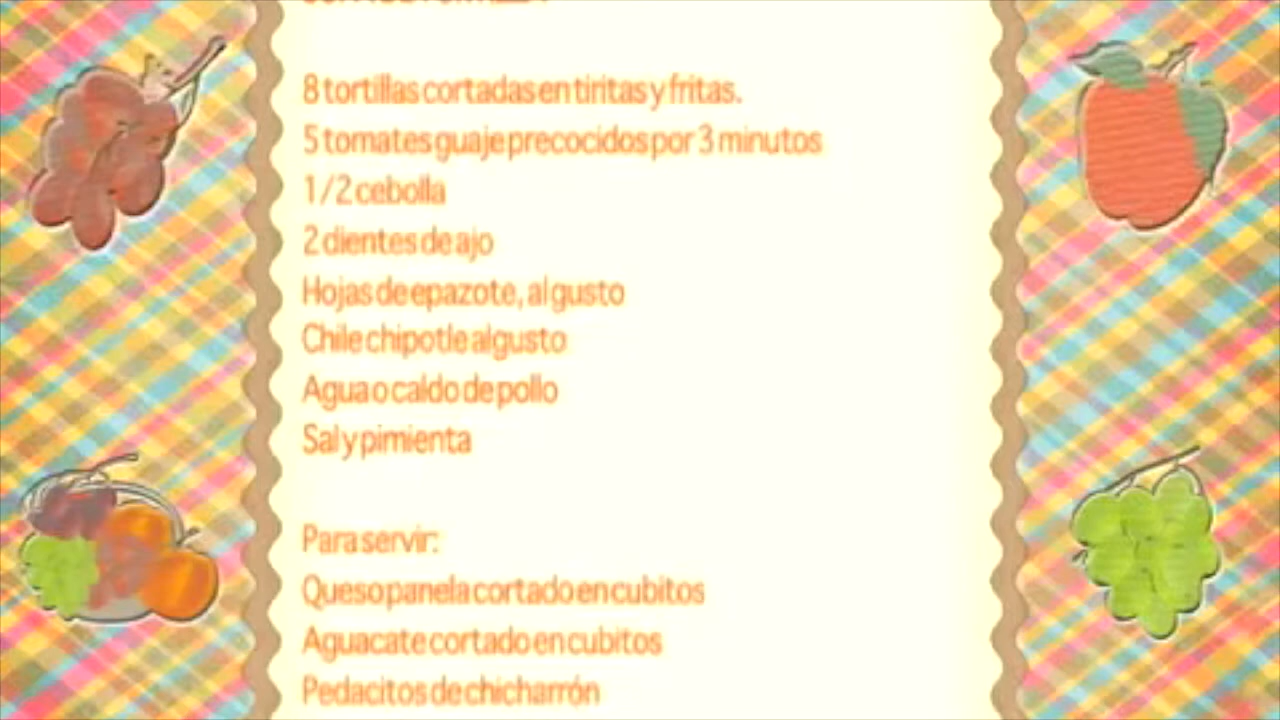 8 tortillas cortadas en tiritas y fritas.
5 tomates guaje precocidos por 3 minutos
1/2 cebolla
2 dientes de ajo
Hojas de epazote, al gusto
Chile chipotle al gusto
Agua o caldo de pollo
Sal y pimienta
Para servir:
Queso panela cortado en cubitos
Aguacate cortado en cubitos
Pedacitos de chicharrón